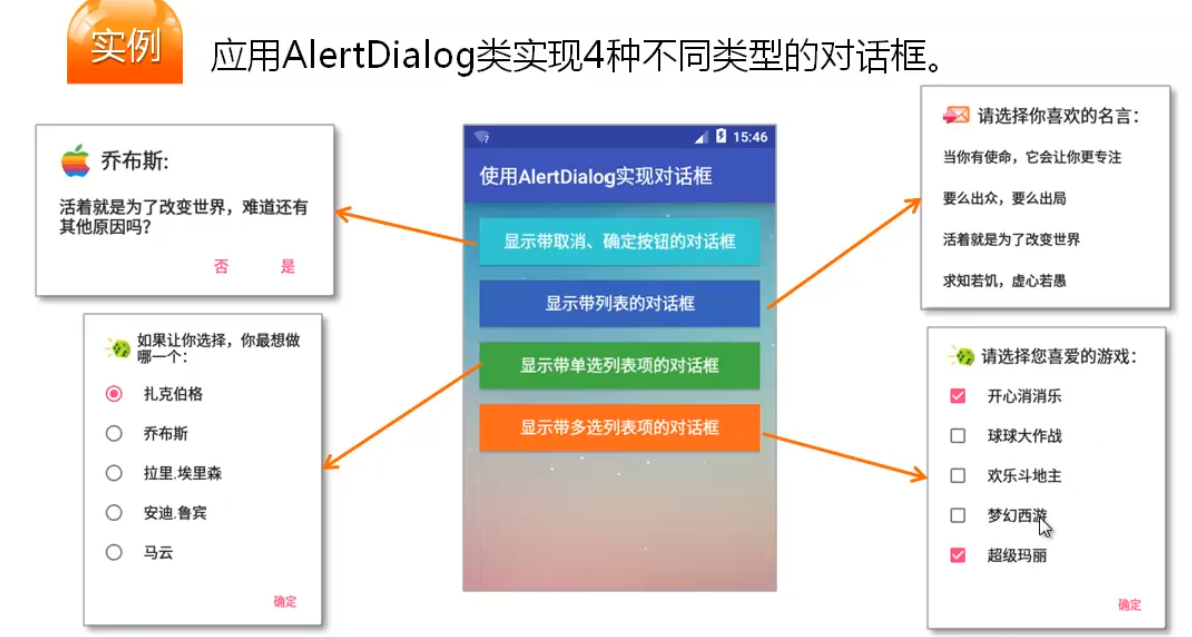 实例
应用AlertDialog类实现4种不同类型的对话框。
乔布斯:
活着就是为了改变世界，难道还有
其他原因吗？
否 是
如果让你选择，你最想做
哪一个：
扎克伯格
乔布斯
拉里.埃里森
安迪.鲁宾
马云
确定
15:46
使用AlertDialog实现对话框
显示带取消、确定按钮的对话框
显示带列表的对话框
显示带单选列表项的对话框
显示带多选列表项的对话框
请选择你喜欢的名言：
当你有使命，它会让你更专注
要么出众，要么出局
活着就是为了改变世界
求知若饥，虚心若愚
请选择您喜爱的游戏：
开心消消乐
球球大作战
欢乐斗地主
梦幻西游
超级玛丽
确定